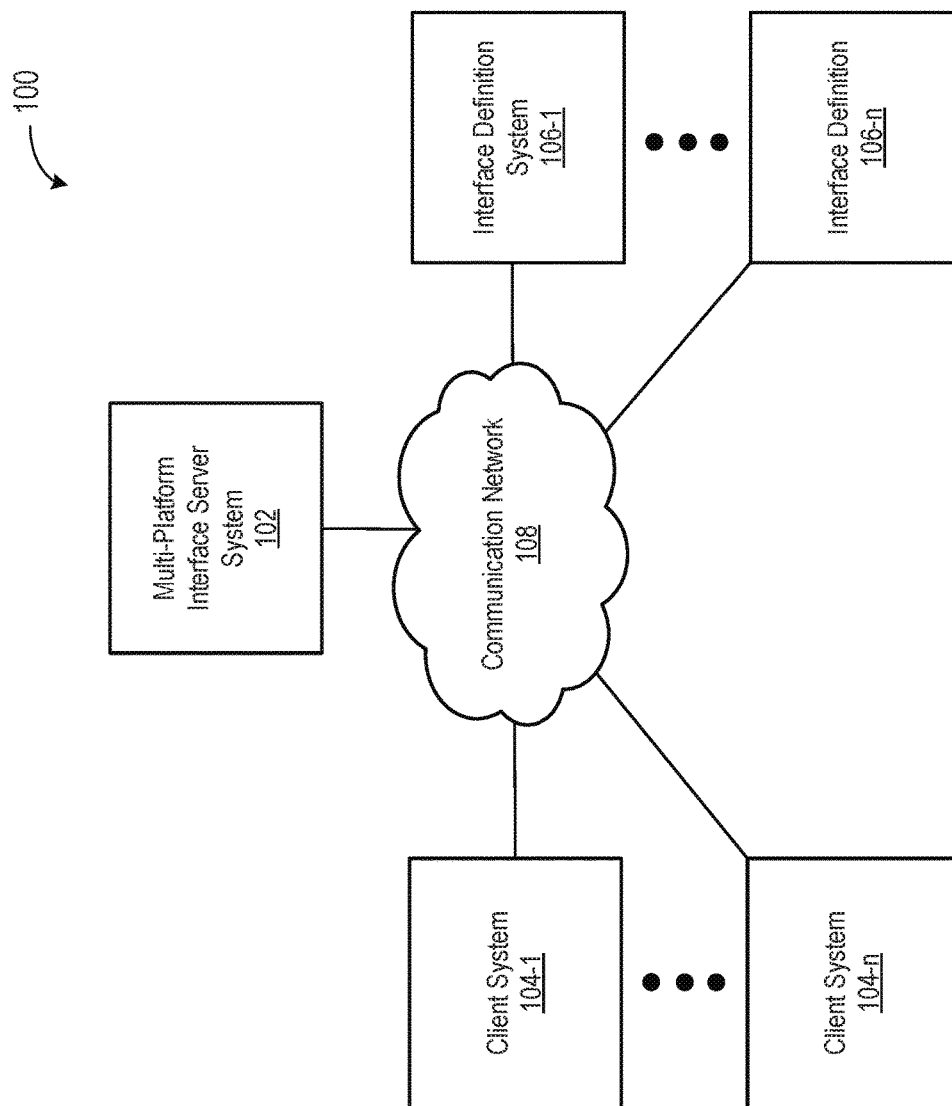 100
Multi-Platform
Interface Server
System
102
Communication Network
108
Client System
104-1
Client System
104-n
Interface Definition
System
106-1
Interface Definition
106-n